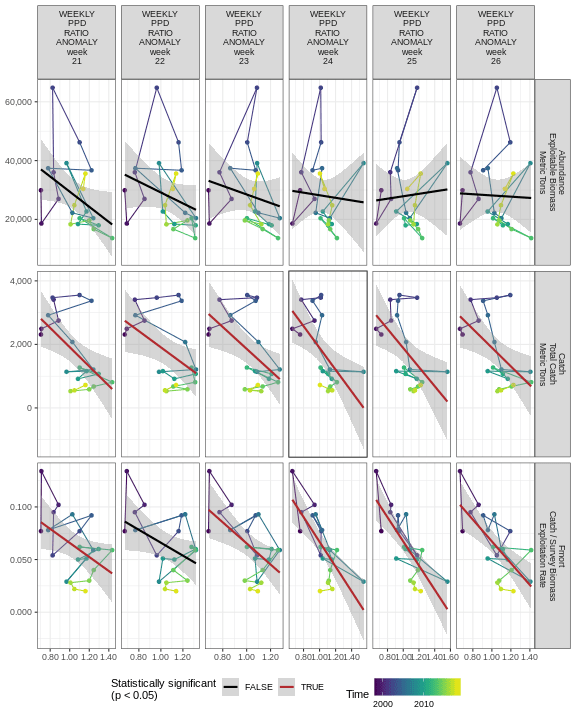 WEEKLY
PPD
RATIO
ANOMALY
week
21
WEEKLY
PPD
RATIO
ANOMALY
week
22
WEEKLY
PPD
RATIO
ANOMALY
week
23
WEEKLY
PPD
RATIO
ANOMALY
week
24
WEEKLY
PPD
RATIO
ANOMALY
week
25
WEEKLY
PPD
RATIO
ANOMALY
week
26
60,000
40,000
20,000
Abundance
Exploitable Biomass
Metric Tons
4,000
2,000
0
Catch
Total Catch
Metric Tons
0.100
0.050
0.000
Fmort
Catch / Survey Biomass
Exploitation Rate
0.80 1.00 1.20 1.40
0.80 1.00 1.20
0.80 1.00 1.20
0.80 1.00 1.20 1.40
0.80 1.00 1.20 1.40 1.60
0.80 1.00 1.20 1.40
Statistically significant
(p < 0.05)
FALSE
TRUE
Time
2000
2010